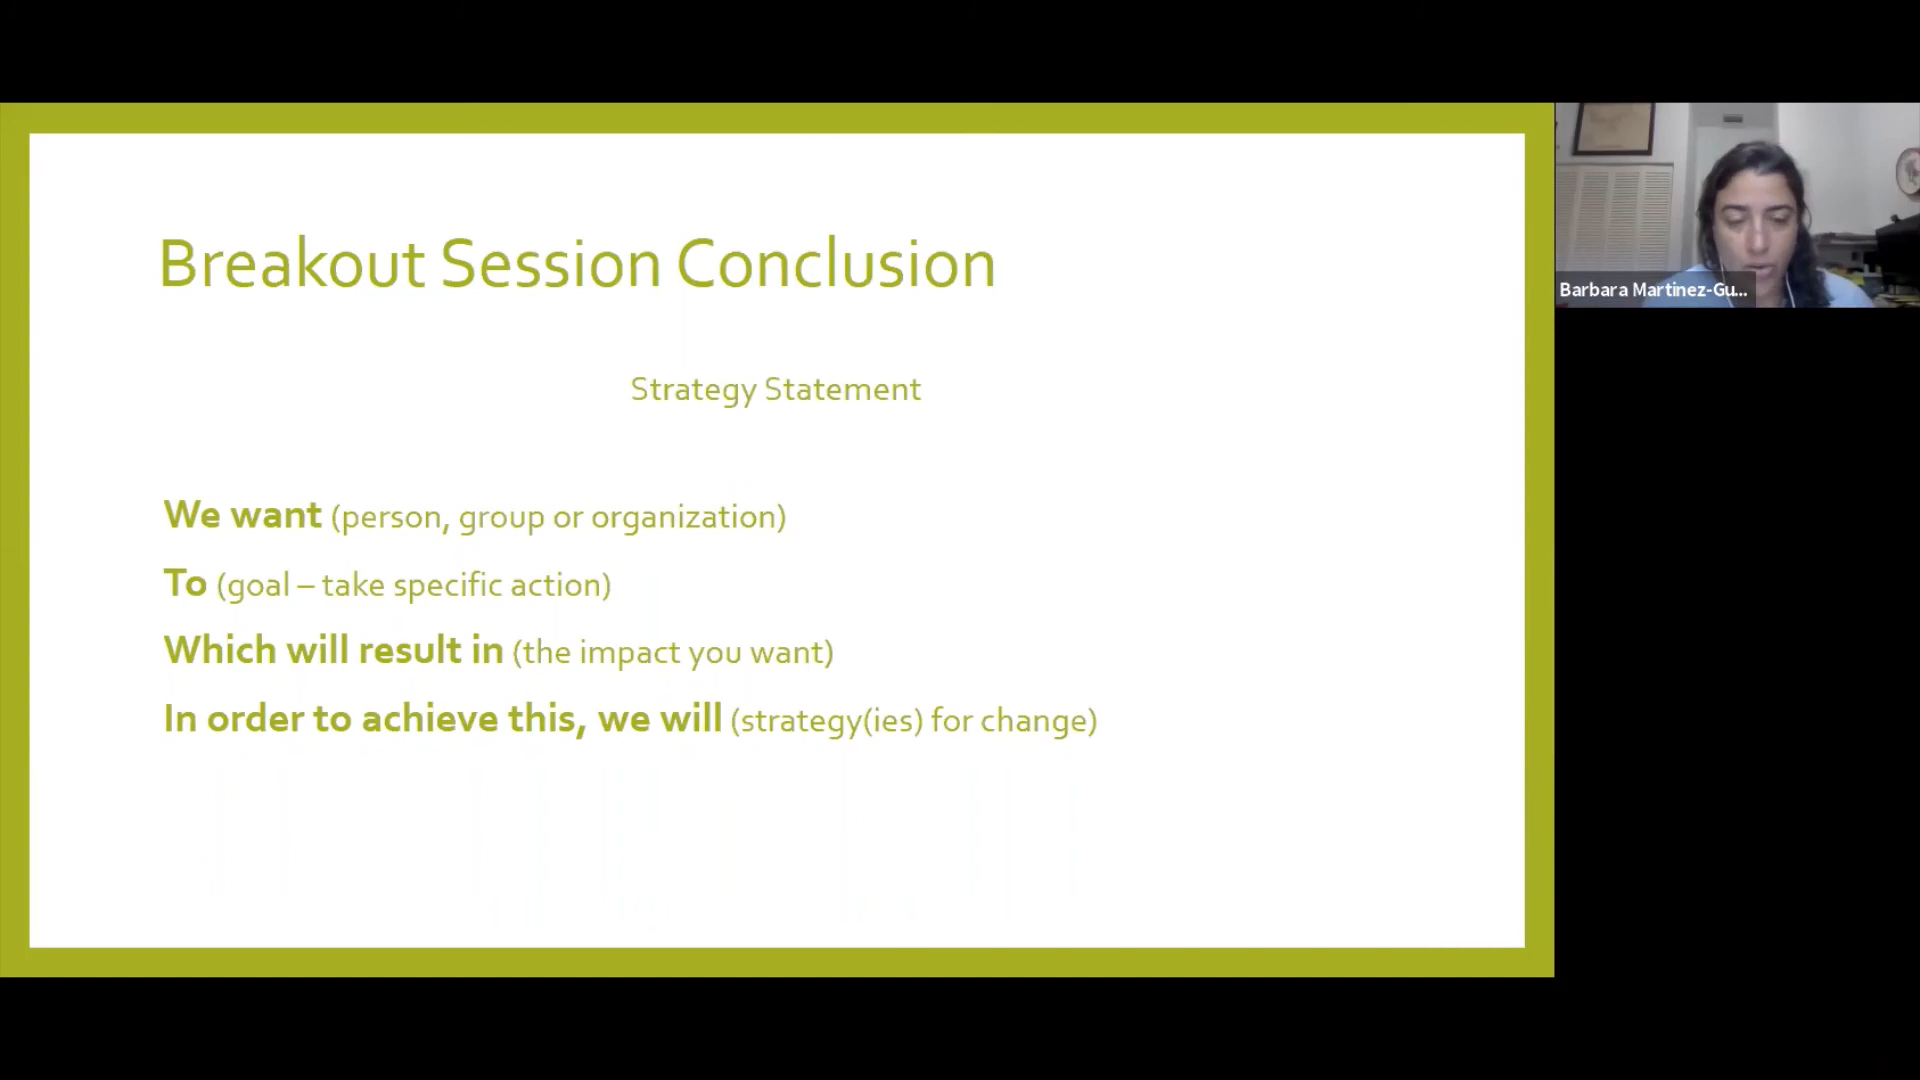 Breakout Session Conclusion
Strategy Statement
We want (person, group or organization)
To (goal – take specific action)
Which will result in (the impact you want)
In order to achieve this, we will (strategy(ies) for change)
Barbara Martinez-Gu...